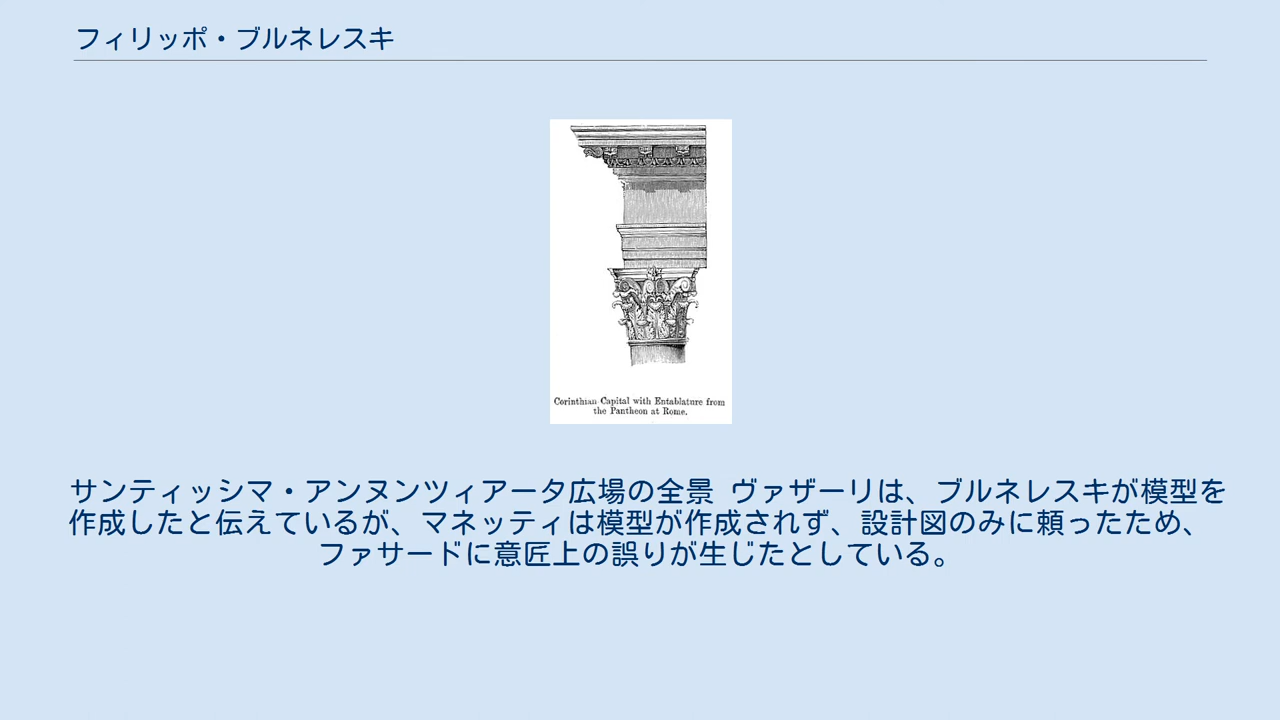 フィリッポ・ブルネレスキ
Corinthian Capital with Entablature from
the Pantheon at Rome.
サンティッシマ・アンヌンツィアータ広場の全景 ヴァザーリは、ブルネレスキが模型を
作成したと伝えているが、マネッティは模型が作成されず、設計図のみに頼ったため、
ファサードに意匠上の誤りが生じたとしている。